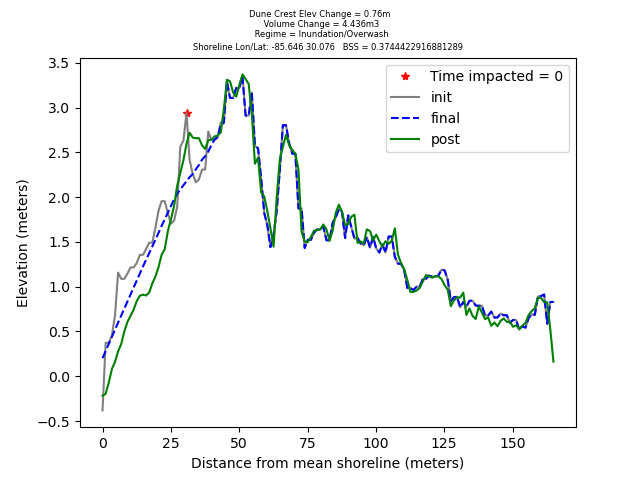 Dune Crest Elev Change = 0.76m
Volume Change = 4.436m3
Regime = Inundation/Overwash
Shoreline Lon/Lat: -85.646 30.076 BSS = 0.3744422916881289
Time impacted = 0
init
final
post
3.5
3.0
2.5
2.0
1.5
1.0
0.5
0.0
−0.5
Elevation (meters)
0 25 50 75 100 125 150
Distance from mean shoreline (meters)